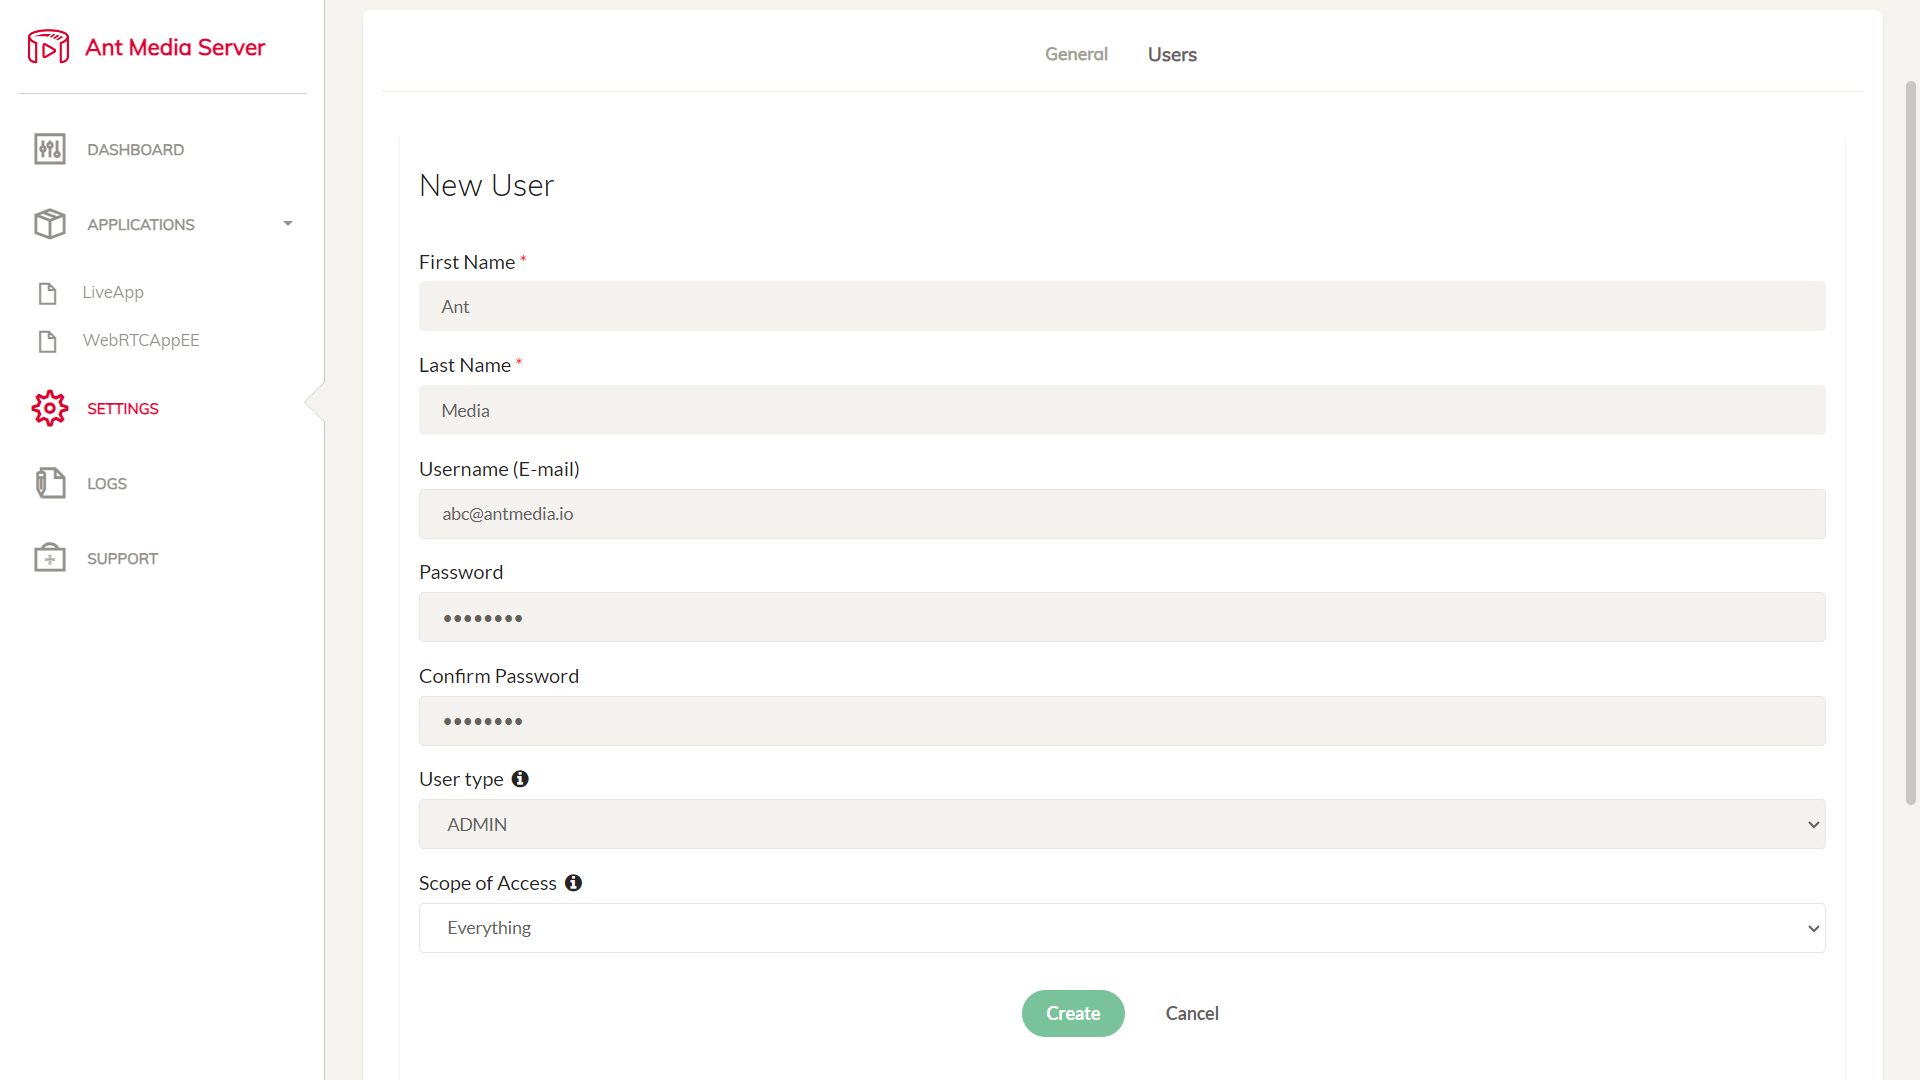 Ant Media Server
DASHBOARD
APPLICATIONS
LiveApp
WebRTCAppEE
SETTINGS
LOGS
SUPPORT
General Users
New User
First Name *
Ant
Last Name *
Media
Username (E-mail)
abc@antmedia.io
Password
••••••••
Confirm Password
••••••••
User type
ADMIN
Scope of Access
Everything
Create Cancel